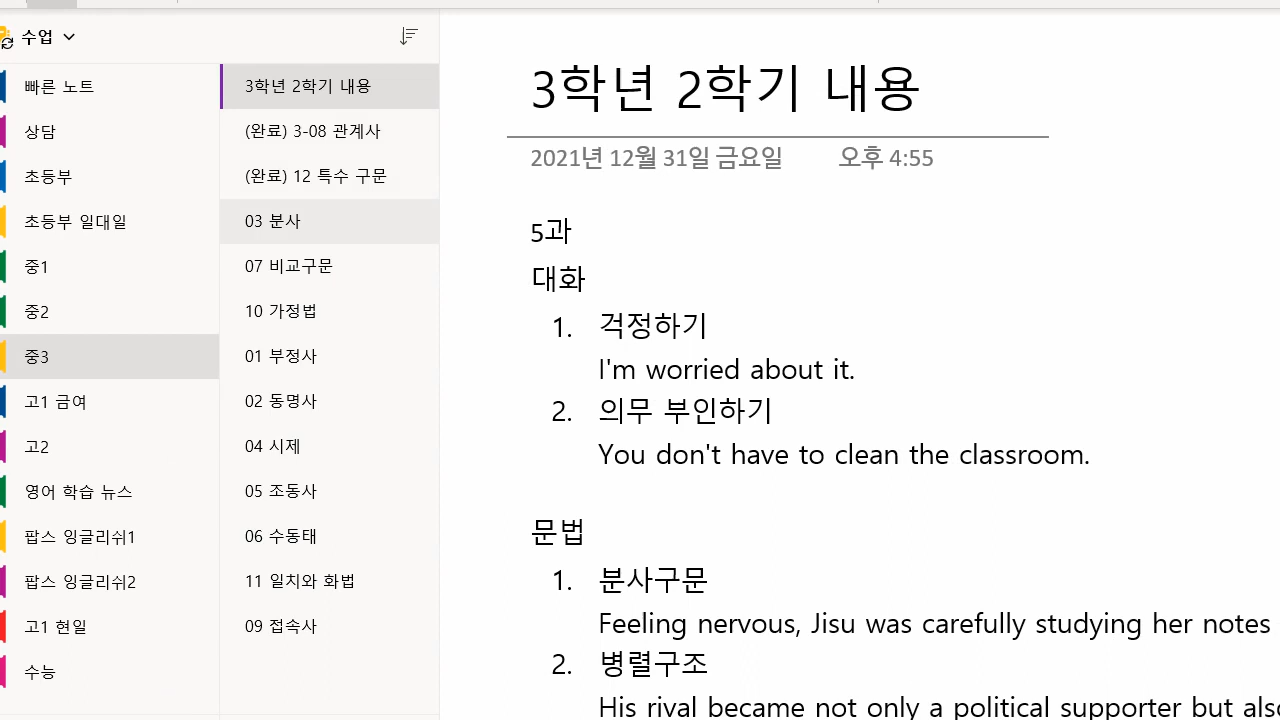 수업
빠른 노트
상담
초등부
초등부 일대일
중1
중2
중3
고1 금여
고2
영어 학습 뉴스
팝스 잉글리쉬1
팝스 잉글리쉬2
고1 현일
수능
3학년 2학기 내용
(완료) 3-08 관계사
(완료) 12 특수 구문
03 분사
07 비교구문
10 가정법
01 부정사
02 동명사
04 시제
05 조동사
06 수동태
11 일치와 화법
09 접속사
3학년 2학기 내용
2021년 12월 31일 금요일 오후 4:55
5과
대화
1. 걱정하기
I'm worried about it.
2. 의무 부인하기
You don't have to clean the classroom.
문법
1. 분사구문
Feeling nervous, Jisu was carefully studying her notes
2. 병렬구조
His rival became not only a political supporter but also